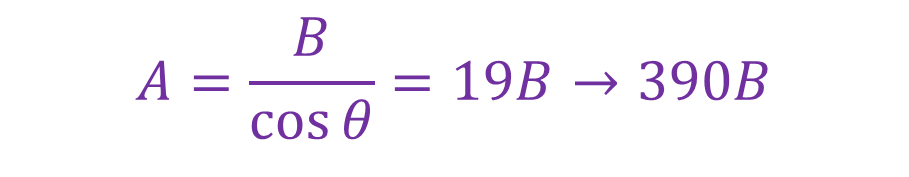 A = B / cos θ = 19B → 390B